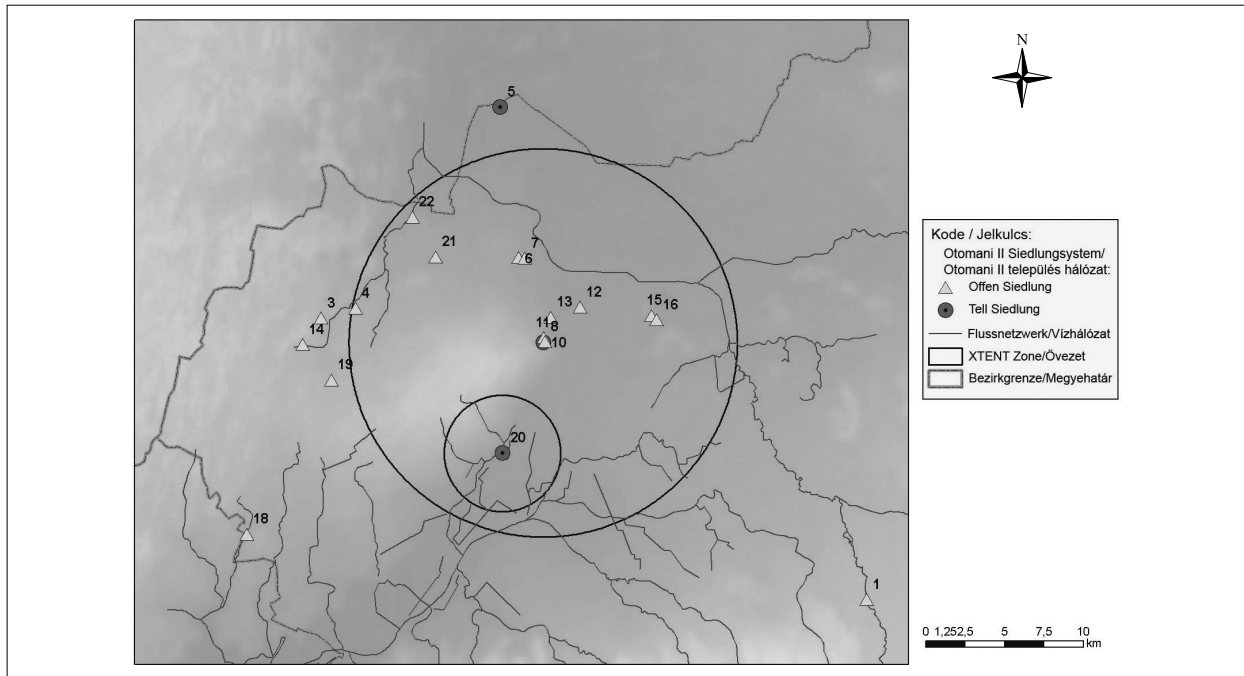 N
5
22
7
21
6
4
3
12
13
15
16
14
11
8
10
19
20
18
1
Kode / Jelkulcs:
Otomani II Siedlungsystem/
Otomani II település hálózat:
Offen Siedlung
Tell Siedlung
Flussnetzwerk/Vízhálózat
XTENT Zone/Övezet
Bezirkgrenze/Megyehatár
0 1,252,5 5 7,5 10
km